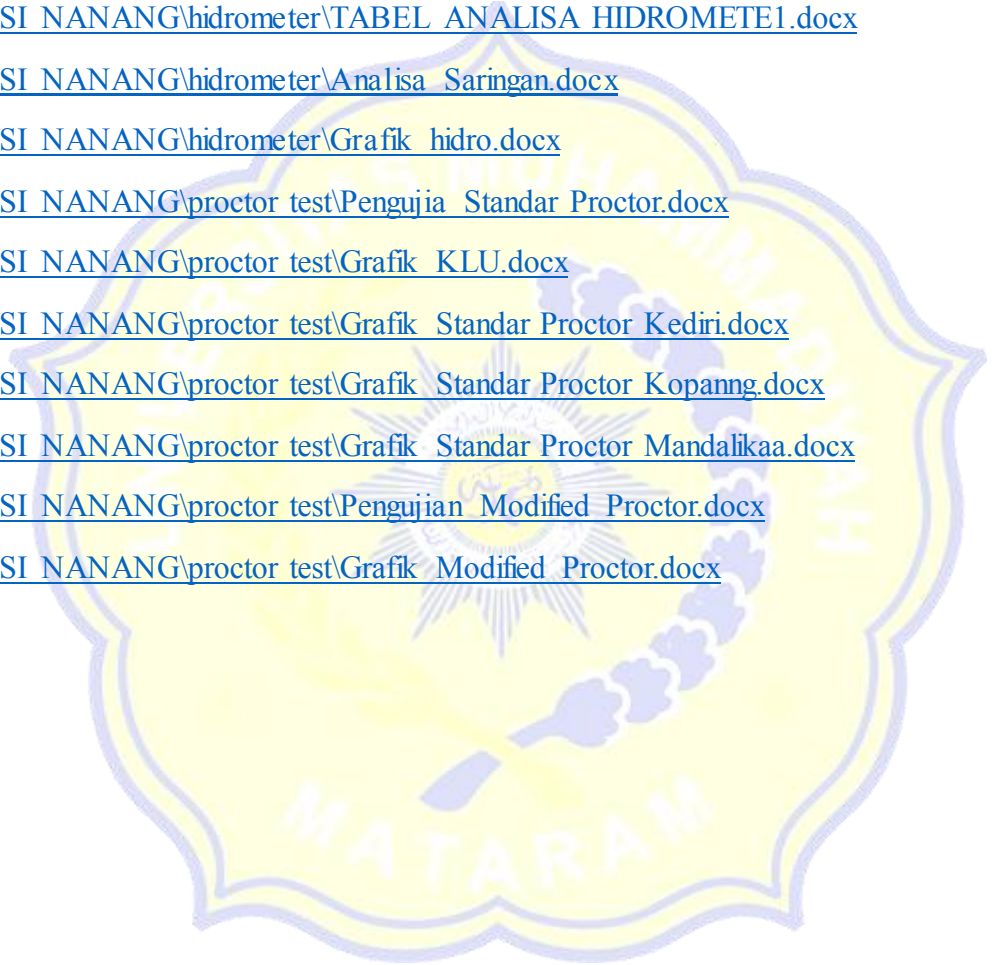 SI NANANG\hidrometer\TABEL ANALISA HIDROMETE1.docx
SI NANANG\hidrometer\Analisa Saringan.docx
SI NANANG\hidrometer\Grafik hidro.docx
SI NANANG\proctor test\Pengujia Standar Proctor.docx
SI NANANG\proctor test\Grafik KLU.docx
SI NANANG\proctor test\Grafik Standar Proctor Kediri.docx
SI NANANG\proctor test\Grafik Standar Proctor Kopanng.docx
SI NANANG\proctor test\Grafik Standar Proctor Mandalikaa.docx
SI NANANG\proctor test\Pengujian Modified Proctor.docx
SI NANANG\proctor test\Grafik Modified Proctor.docx
UNIVERSITAS MUHAMMADIYAH
MATARAM